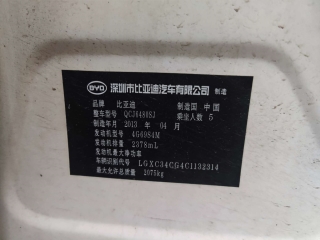 BYD 深圳市比亚迪汽车有限公司 制造
品牌 比亚迪 制造国 中国
整车型号 QCJ6480SJ 乘坐人数 5
制造年月 2013 年 04 月
发动机型号 4G69S4M
发动机排量 2378mL
发动机最大净功率
车辆识别代号 LGXC34CG4C1132314
最大允许总质量 2075kg